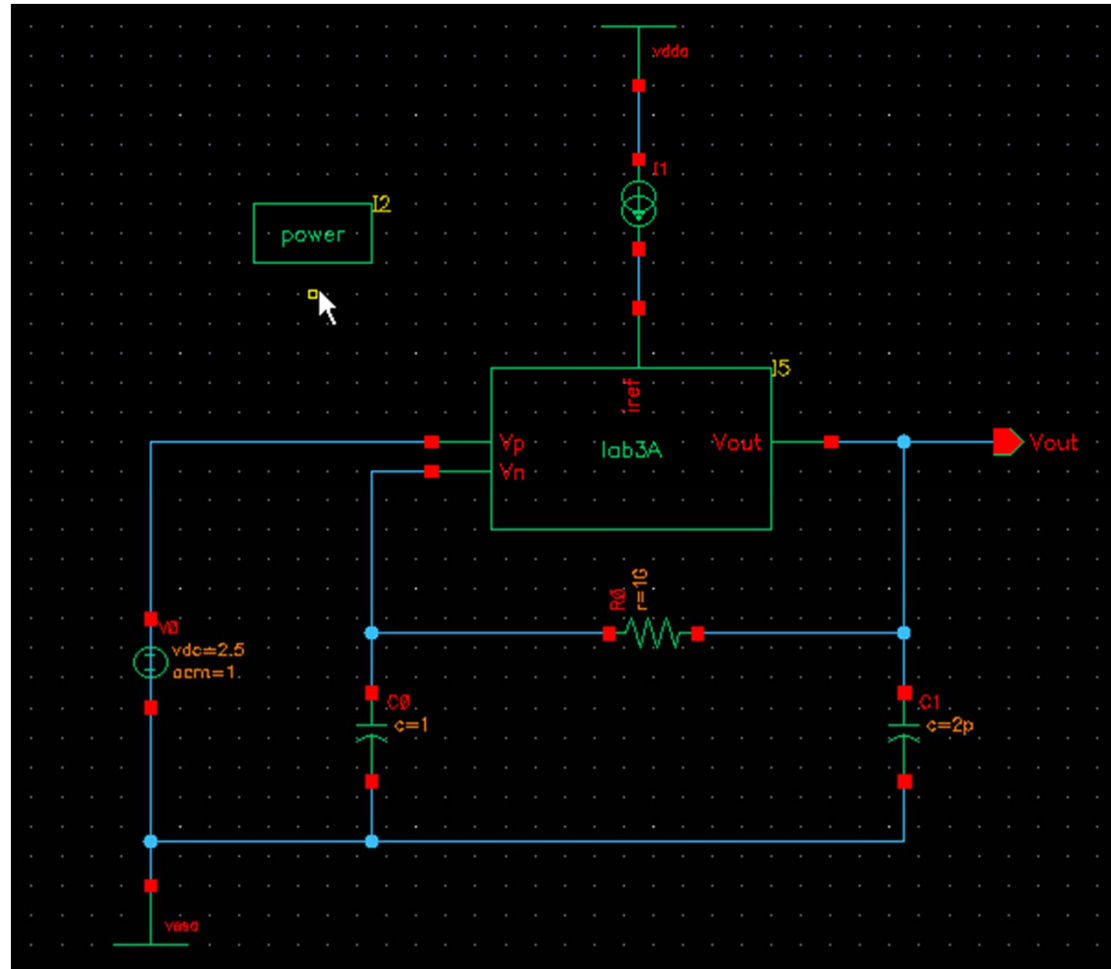 vdda
I1
I2
power
I5
iref
Vp
lab3A
Vout
Vout
Vn
R0
r=1G
V0
vdc=2.5
acm=1
C0
c=1
C1
c=2p
vssa